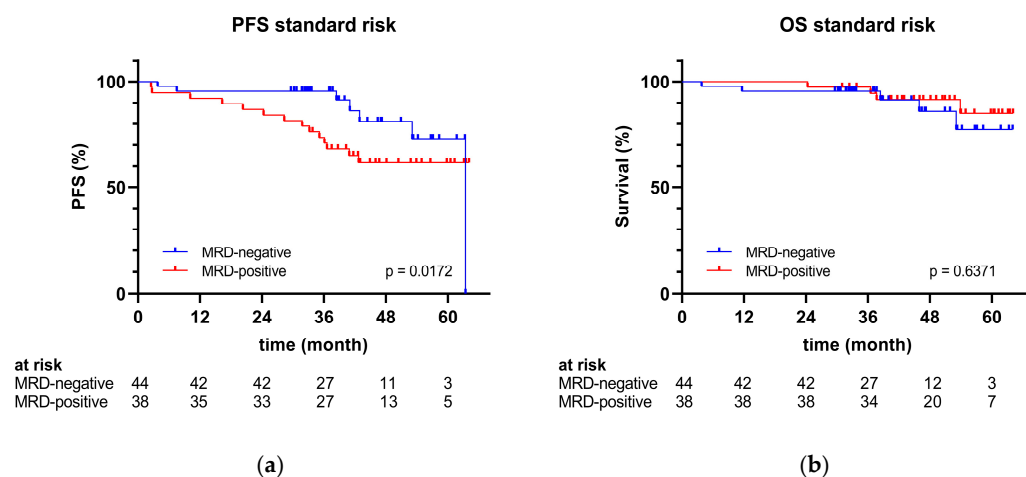 PFS standard risk
100
50
0
PFS (%)
MRD-negative
MRD-positive
p = 0.0172
0 12 24 36 48 60
time (month)
at risk
MRD-negative 44 42 42 27 11 3
MRD-positive 38 35 33 27 13 5
(a)
OS standard risk
100
50
0
Survival (%)
MRD-negative
MRD-positive
p = 0.6371
0 12 24 36 48 60
time (month)
at risk
MRD-negative 44 42 42 27 12 3
MRD-positive 38 38 38 34 20 7
(b)